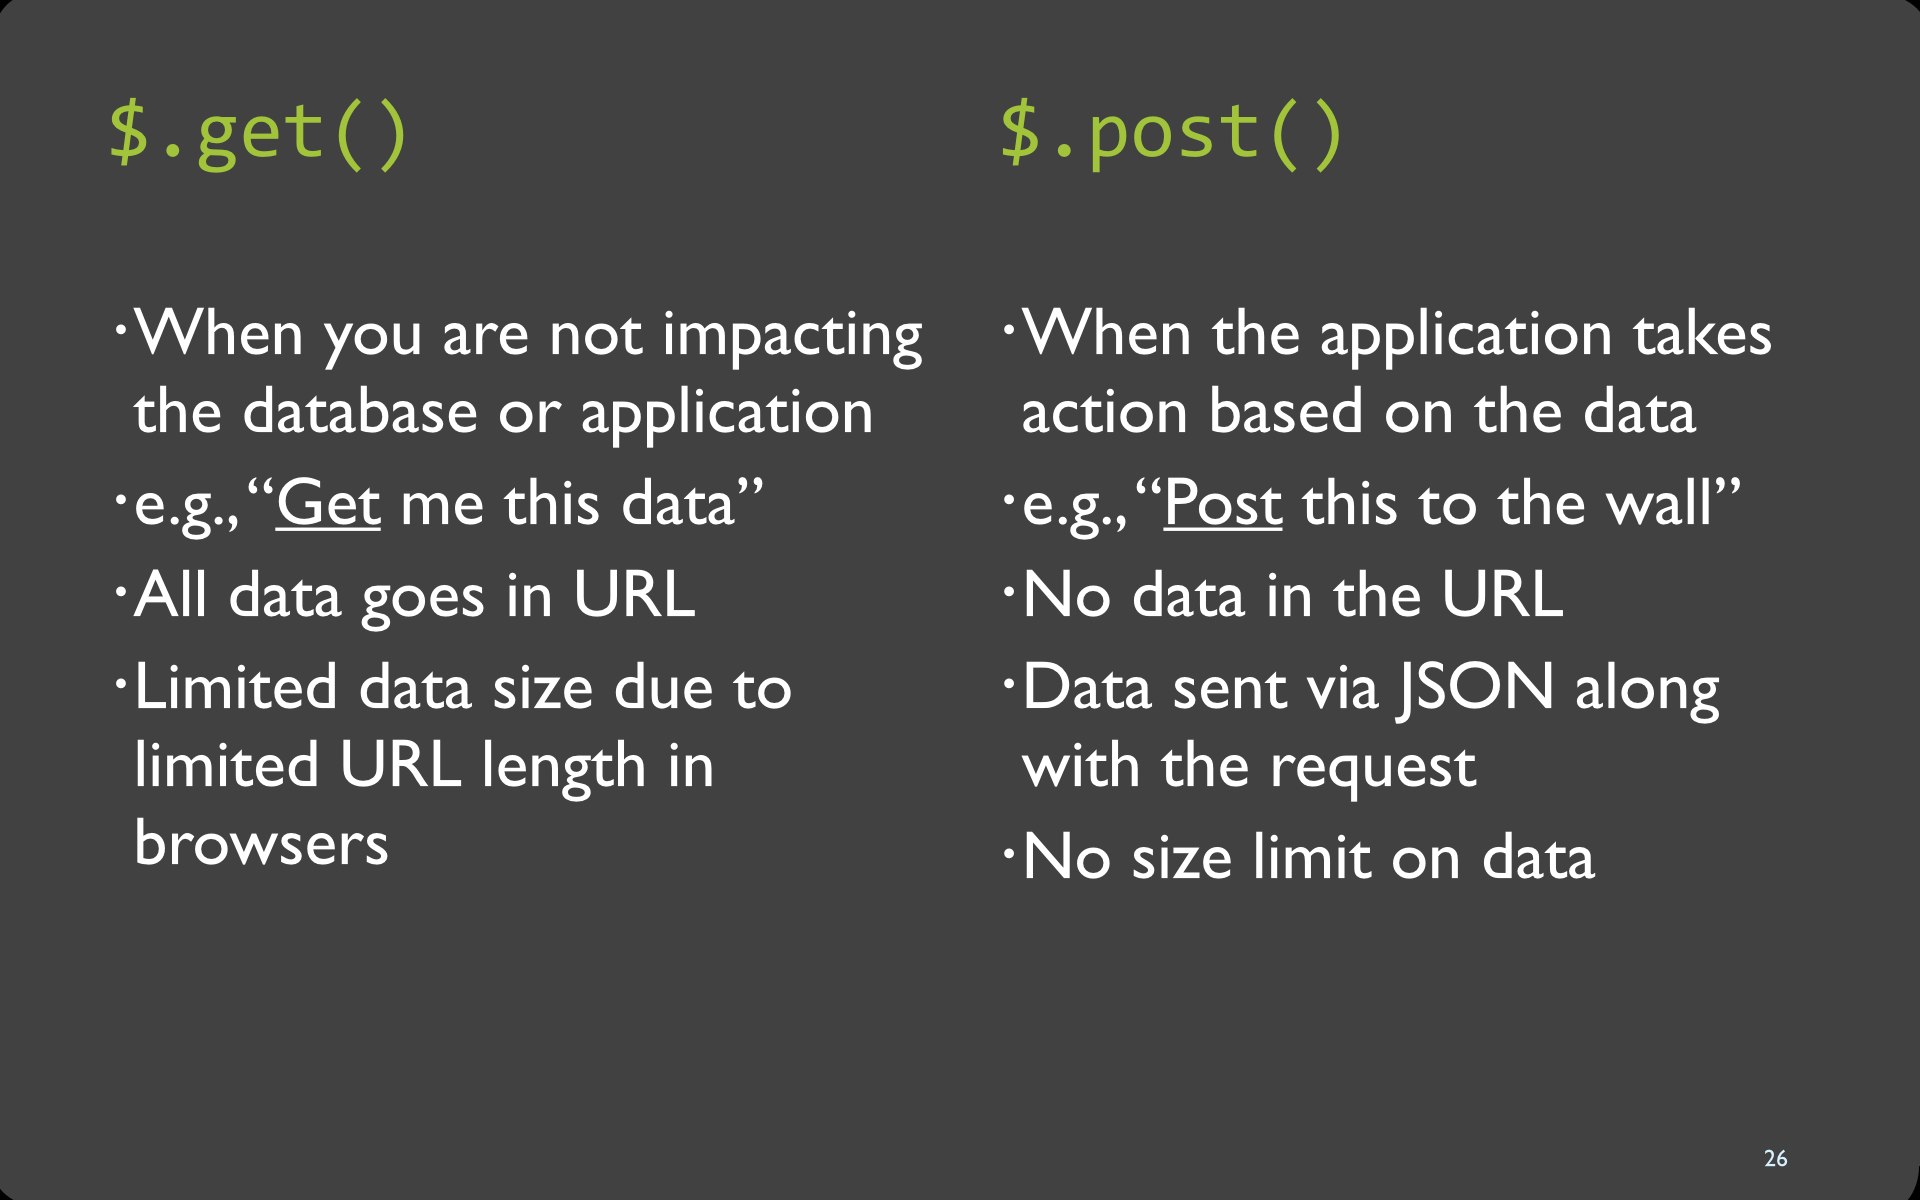 $.get()
· When you are not impacting
the database or application
· e.g., “Get me this data”
· All data goes in URL
· Limited data size due to
limited URL length in
browsers
$.post()
· When the application takes
action based on the data
· e.g., “Post this to the wall”
· No data in the URL
· Data sent via JSON along
with the request
· No size limit on data
26